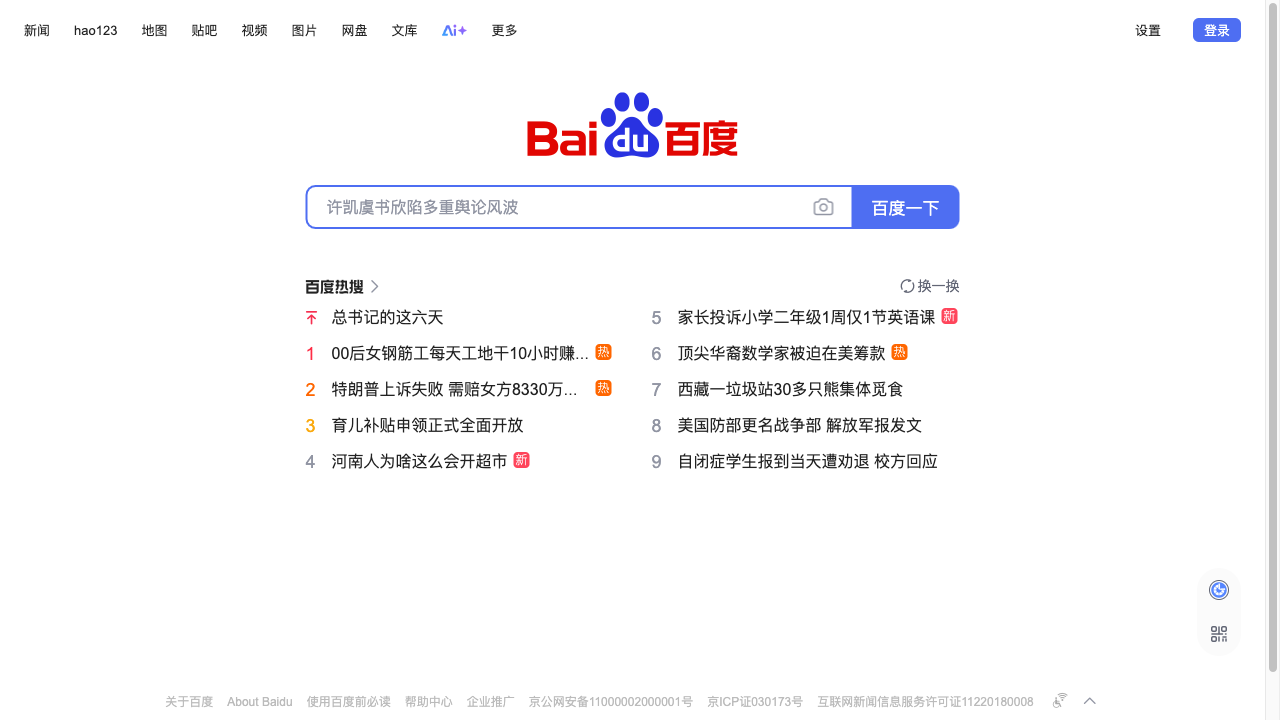 新闻 hao123 地图 贴吧 视频 图片 网盘 文库 Ai+ 更多 设置 登录
Bai du 百度
许凯虞书欣陷多重舆论风波 百度一下
百度热搜 换一换
总书记的这六天
1 00后女钢筋工每天工地干10小时赚... 热
2 特朗普上诉失败 需赔女方8330万... 热
3 育儿补贴申领正式全面开放
4 河南人为啥这么会开超市 新
5 家长投诉小学二年级1周仅1节英语课 新
6 顶尖华裔数学家被迫在美筹款 热
7 西藏一垃圾站30多只熊集体觅食
8 美国防部更名战争部 解放军报发文
9 自闭症学生报到当天遭劝退 校方回应
关于百度 About Baidu 使用百度前必读 帮助中心 企业推广 京公网安备11000002000001号 京ICP证030173号 互联网新闻信息服务许可证11220180008